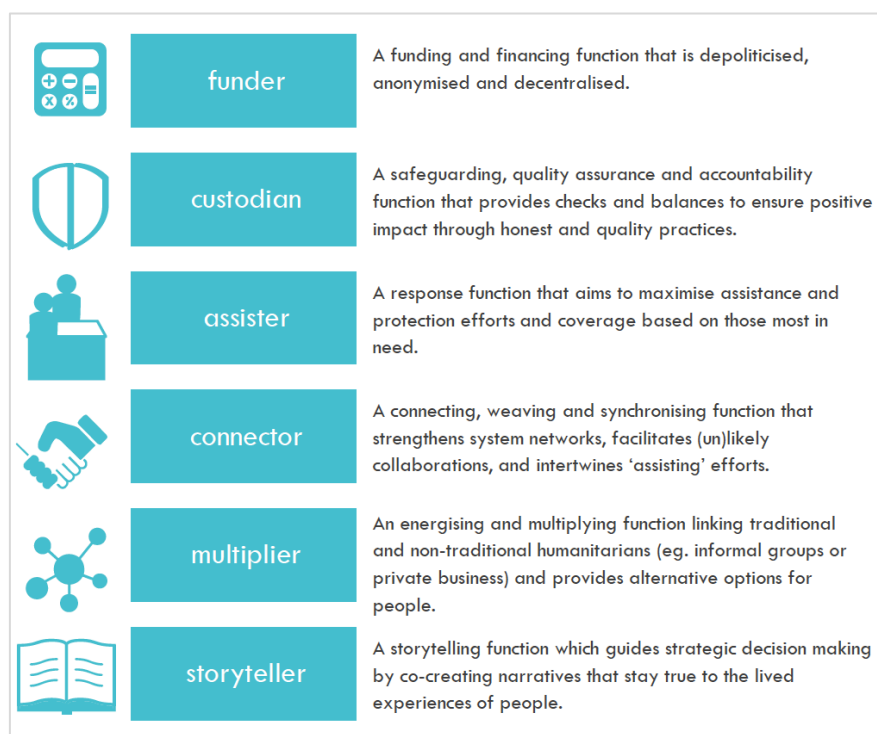 funder
A funding and financing function that is depoliticised,
anonymised and decentralised.
custodian
A safeguarding, quality assurance and accountability
function that provides checks and balances to ensure positive
impact through honest and quality practices.
assister
A response function that aims to maximise assistance and
protection efforts and coverage based on those most in
need.
connector
A connecting, weaving and synchronising function that
strengthens system networks, facilitates (un)likely
collaborations, and intertwines ‘assisting’ efforts.
multiplier
An energising and multiplying function linking traditional
and non-traditional humanitarians (eg. informal groups or
private business) and provides alternative options for
people.
storyteller
A storytelling function which guides strategic decision making
by co-creating narratives that stay true to the lived
experiences of people.